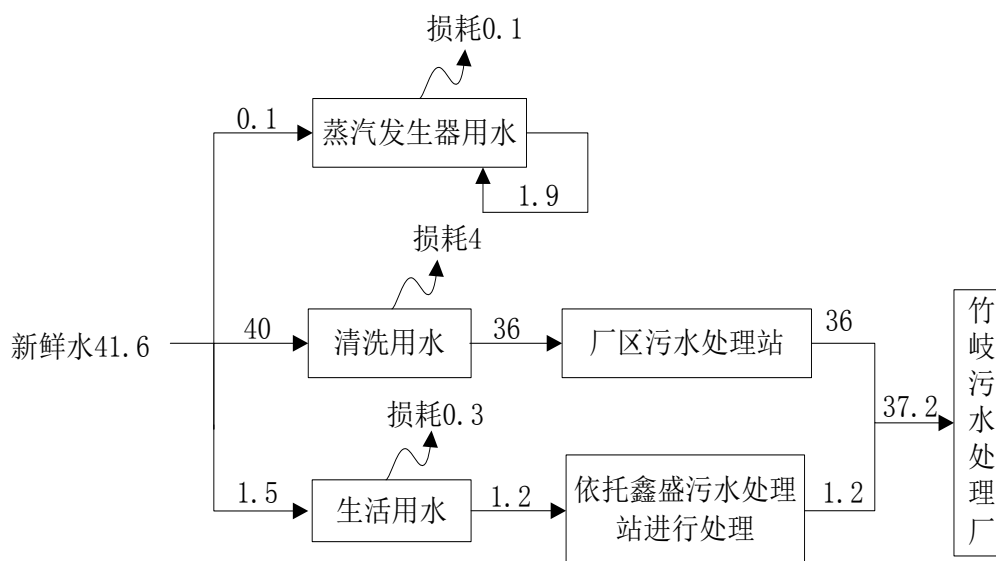 损耗0.1
0.1
蒸汽发生器用水
1.9
损耗4
新鲜水41.6
40
清洗用水
36
厂区污水处理站
36
损耗0.3
37.2
竹岐污水处理厂
1.5
生活用水
1.2
依托鑫盛污水处理
站进行处理
1.2